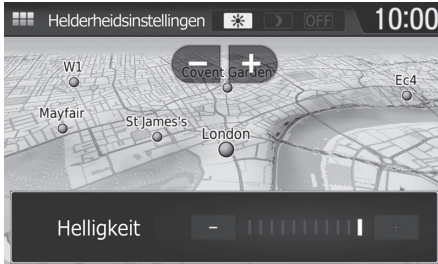 Helderheidsinstellingen OFF 10:00
− +
W1
Covent Garden
Ec4
Mayfair
St James's
London
Helligkeit − +